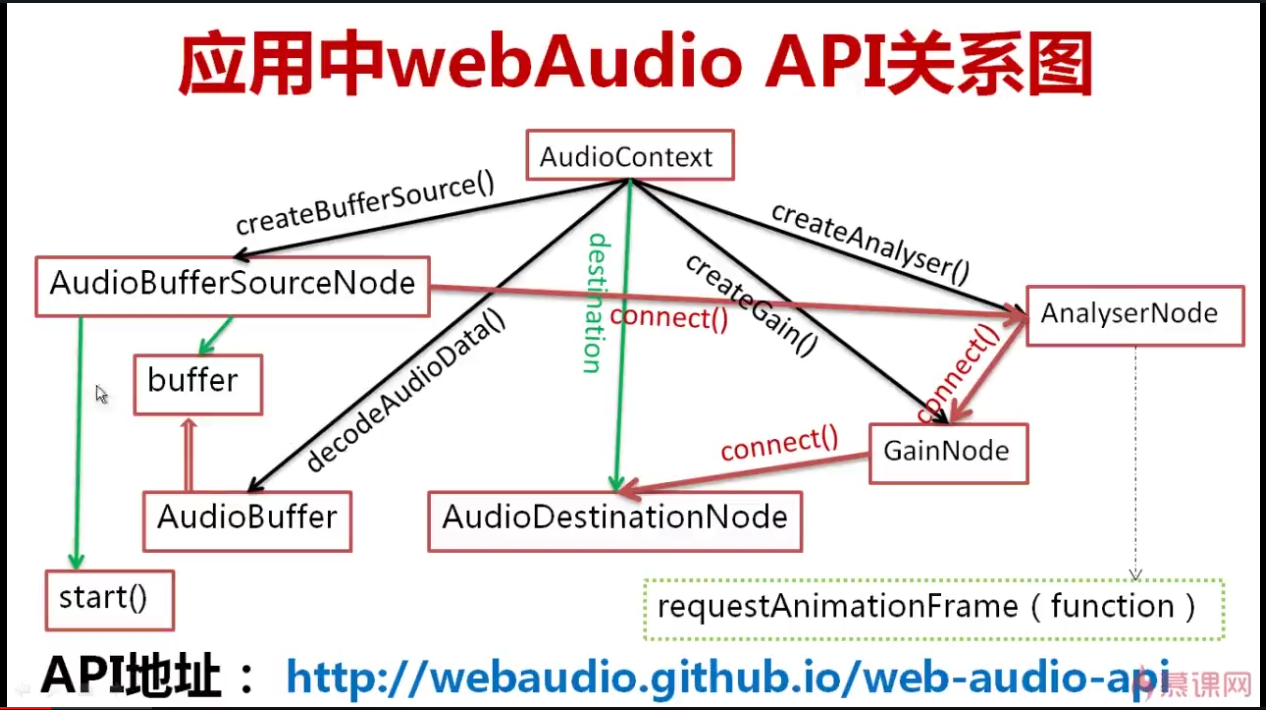 应用中webAudio API关系图
AudioContext
createBufferSource()
createAnalyser()
destination
createGain()
AudioBufferSourceNode
connect()
AnalyserNode
decodeAudioData()
connect()
buffer
connect()
GainNode
AudioBuffer
AudioDestinationNode
start()
requestAnimationFrame（function）
API地址： http://webaudio.github.io/web-audio-api
慕课网